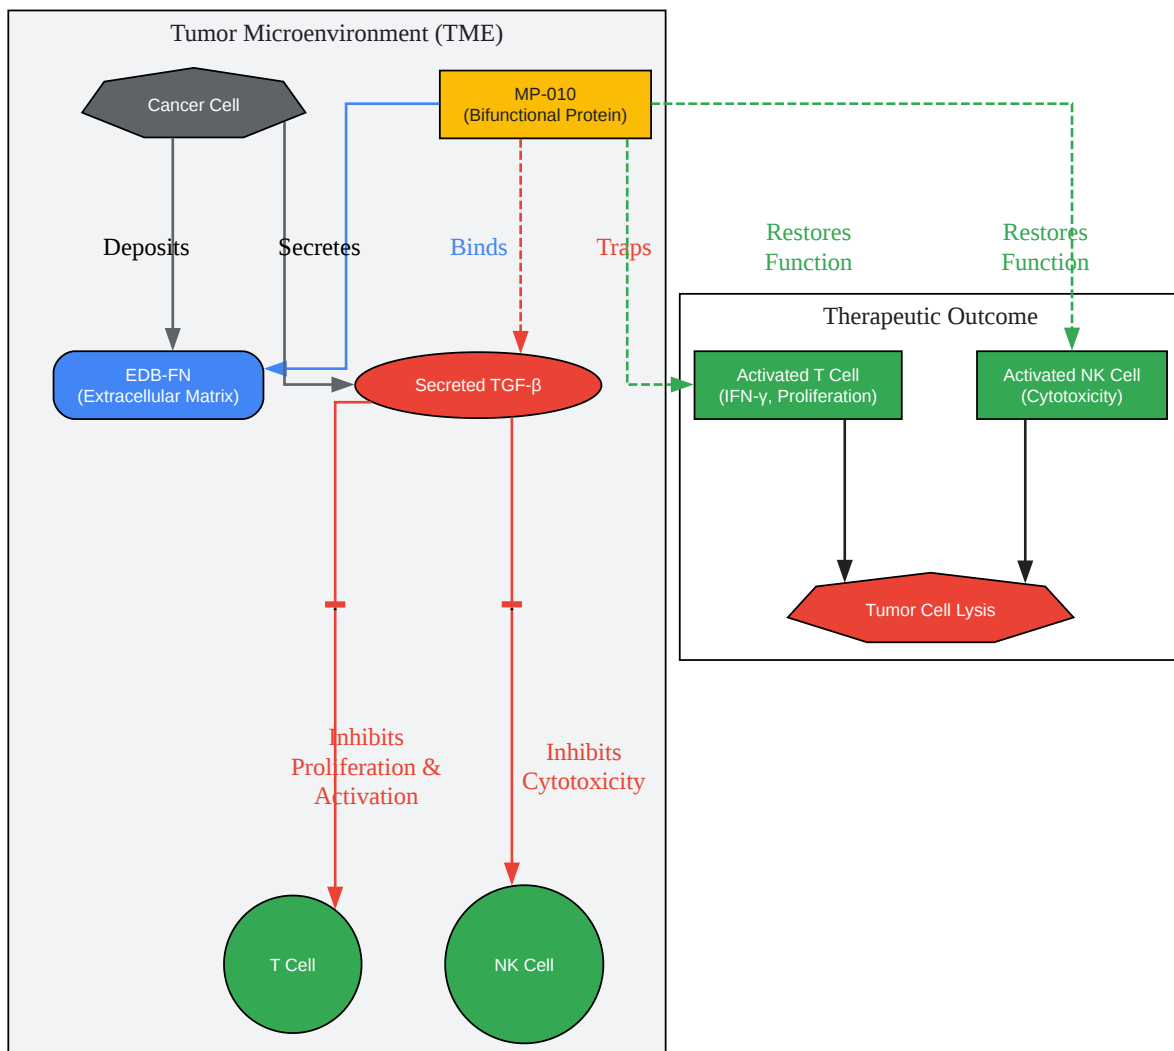 Tumor Microenvironment (TME)
Cancer Cell
MP-010
(Bifunctional Protein)
Deposits
Secretes
Binds
Traps
Restores
Function
Restores
Function
Therapeutic Outcome
EDB-FN
(Extracellular Matrix)
Secreted TGF-β
Activated T Cell
(IFN-γ, Proliferation)
Activated NK Cell
(Cytotoxicity)
Tumor Cell Lysis
Inhibits
Proliferation &
Activation
Inhibits
Cytotoxicity
T Cell
NK Cell